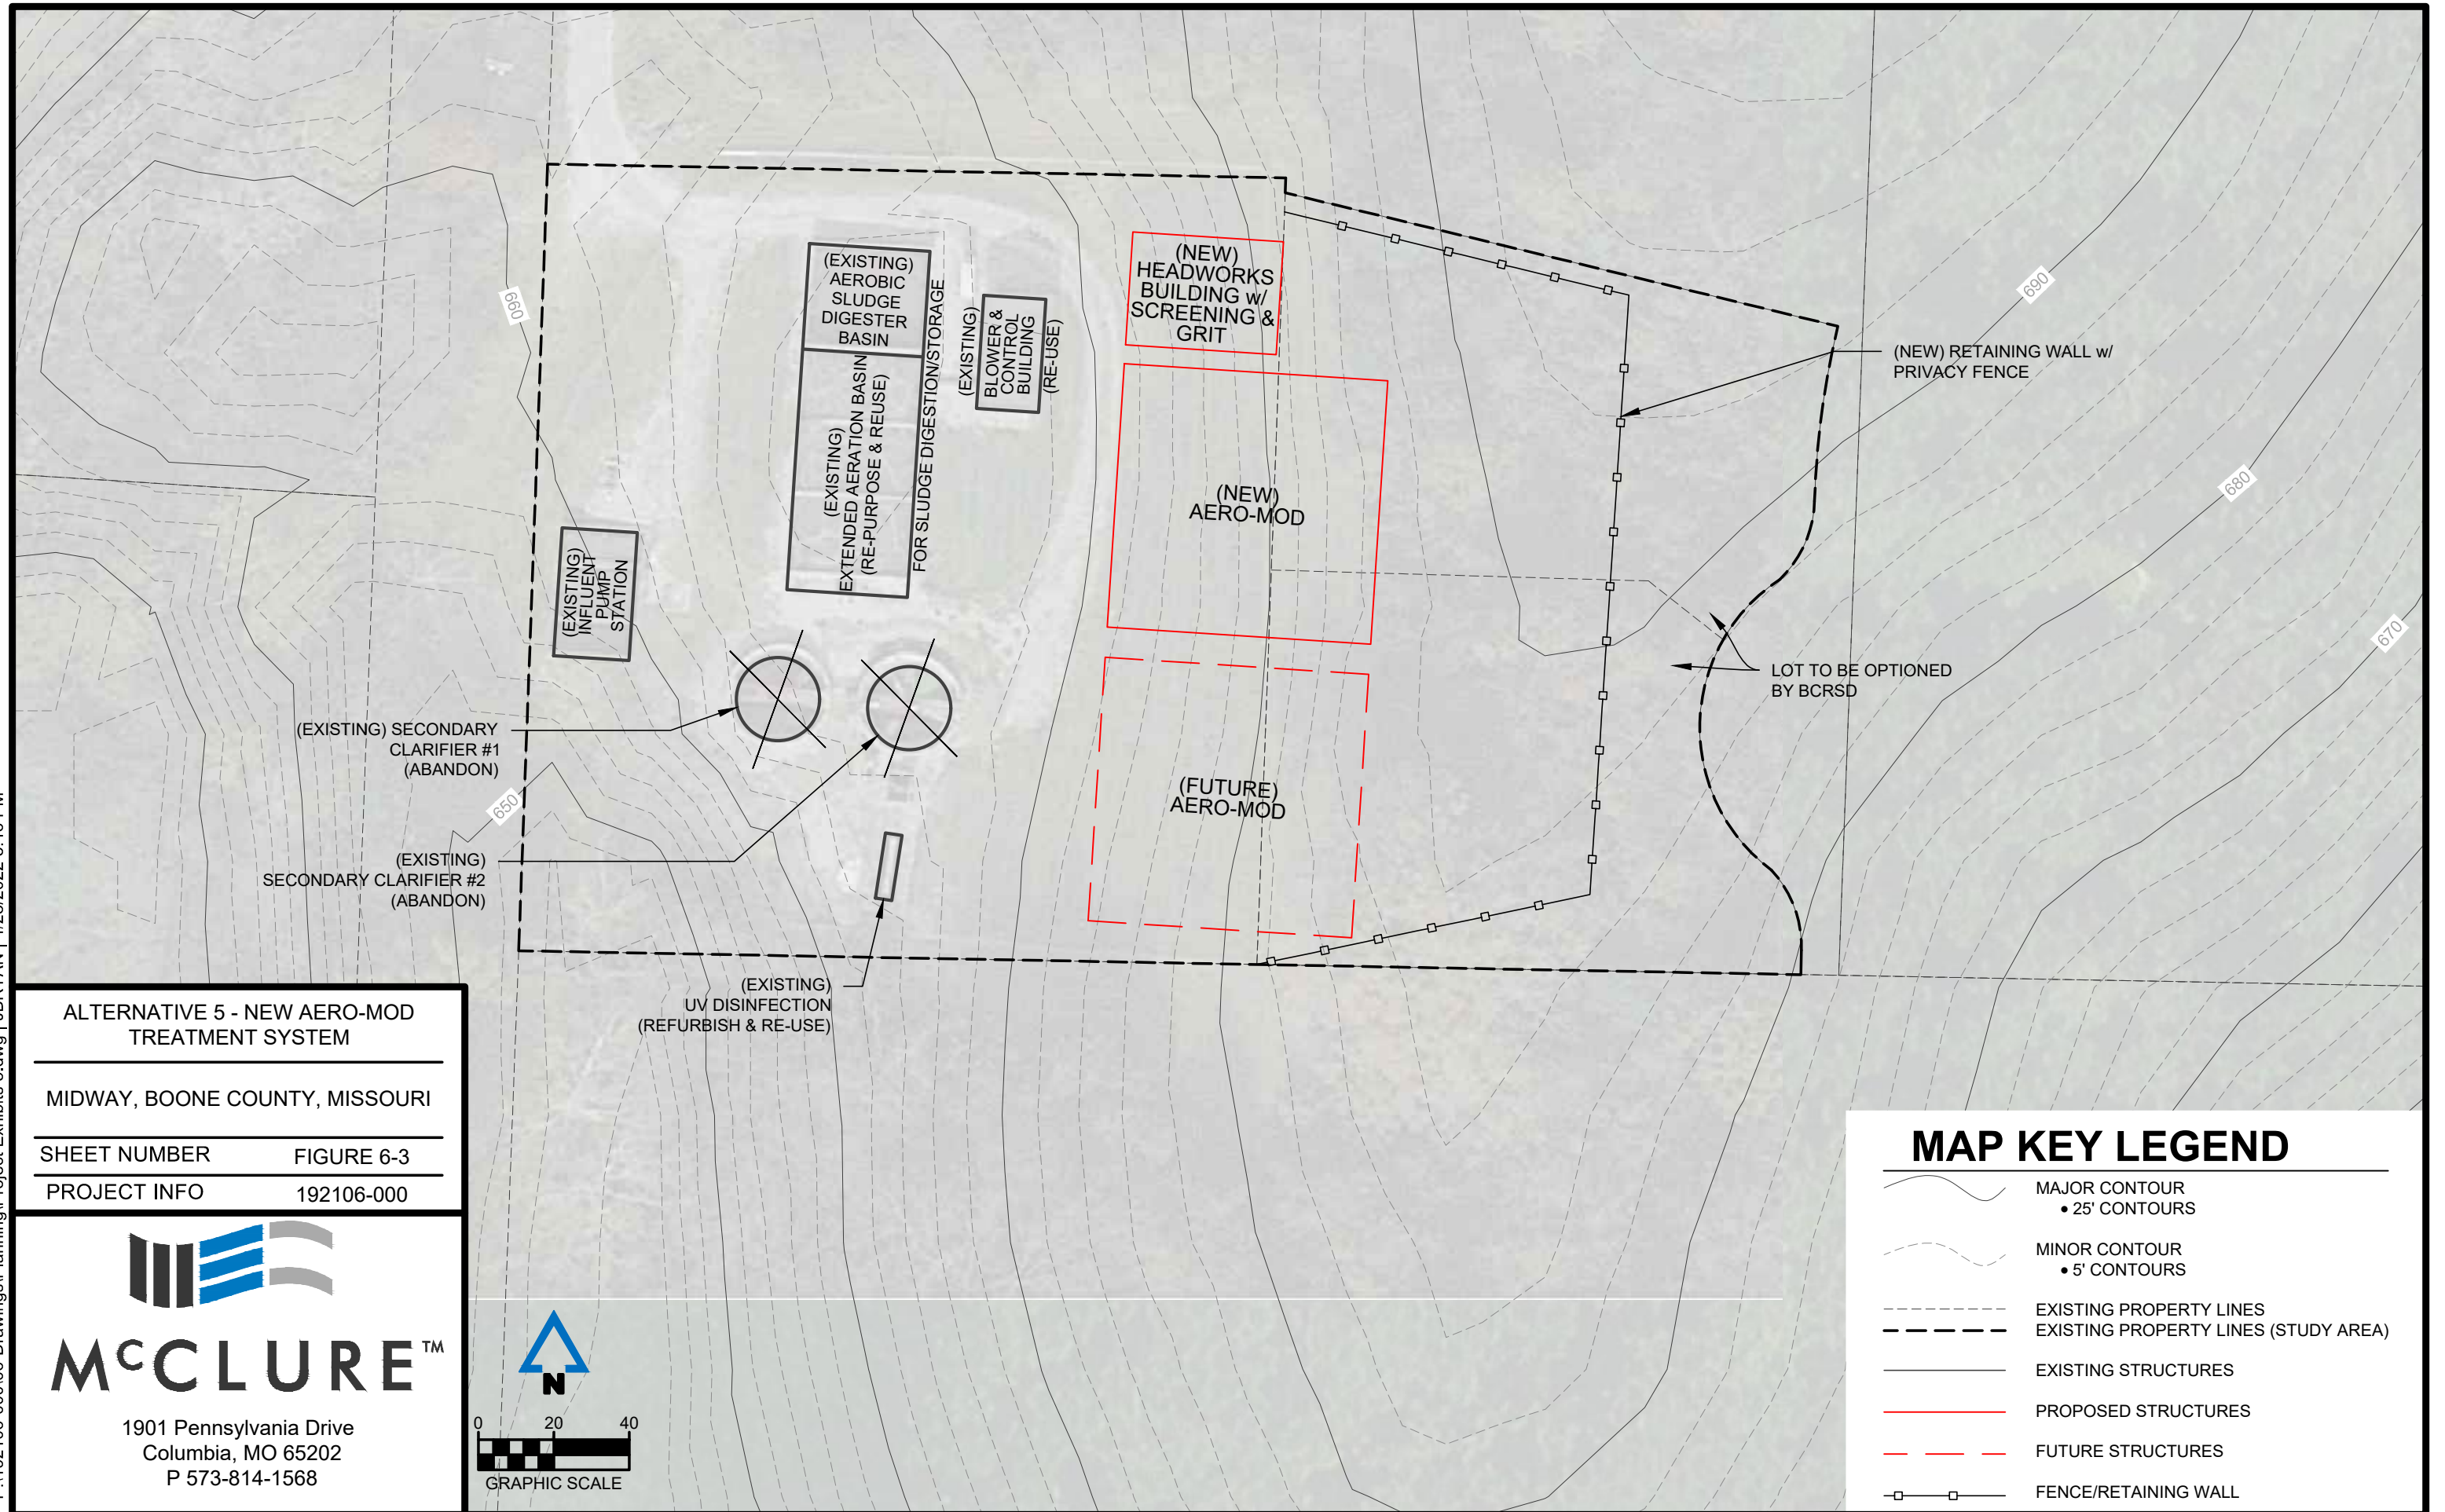 (EXISTING)
AEROBIC
SLUDGE
DIGESTER
BASIN
(EXISTING)
EXTENDED AERATION BASIN
(RE-PURPOSE & REUSE)
FOR SLUDGE DIGESTION/STORAGE
(EXISTING)
BLOWER &
CONTROL
BUILDING
(RE-USE)
(NEW)
HEADWORKS
BUILDING w/
SCREENING &
GRIT
(NEW)
AERO-MOD
(FUTURE)
AERO-MOD
(NEW) RETAINING WALL w/
PRIVACY FENCE
LOT TO BE OPTIONED
BY BCRSD
(EXISTING)
INFLUENT
PUMP
STATION
(EXISTING) SECONDARY
CLARIFIER #1
(ABANDON)
(EXISTING)
SECONDARY CLARIFIER #2
(ABANDON)
(EXISTING)
UV DISINFECTION
(REFURBISH & RE-USE)
660
650
690
680
670
ALTERNATIVE 5 - NEW AERO-MOD
TREATMENT SYSTEM
MIDWAY, BOONE COUNTY, MISSOURI
SHEET NUMBER FIGURE 6-3
PROJECT INFO 192106-000
MCCLURE™
1901 Pennsylvania Drive
Columbia, MO 65202
P 573-814-1568
N
0 20 40
GRAPHIC SCALE
MAP KEY LEGEND
MAJOR CONTOUR
• 25' CONTOURS
MINOR CONTOUR
• 5' CONTOURS
EXISTING PROPERTY LINES
EXISTING PROPERTY LINES (STUDY AREA)
EXISTING STRUCTURES
PROPOSED STRUCTURES
FUTURE STRUCTURES
FENCE/RETAINING WALL